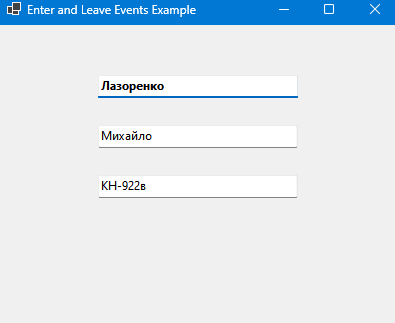 Enter and Leave Events Example
Лазоренко
Михайло
КН-922в